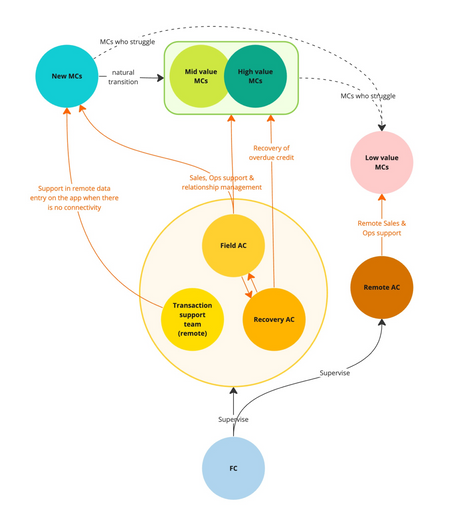 MCs who struggle
New MCs
natural
transition
Mid value
MCs
High value
MCs
MCs who struggle
Low value
MCs
Recovery of
overdue credit
Sales, Ops support &
relationship management
Support in remote data
entry on the app when there
is no connectivity
Remote Sales &
Ops support
Field AC
Remote AC
Transaction
support
team
(remote)
Recovery AC
Supervise
Supervise
FC